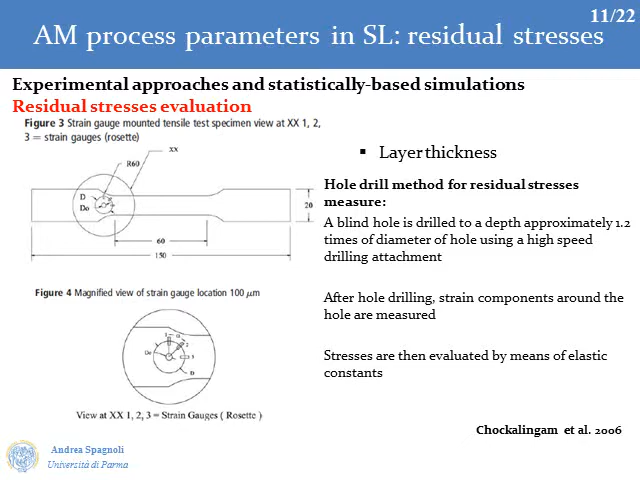 11/22
AM process parameters in SL: residual stresses
Experimental approaches and statistically-based simulations
Residual stresses evaluation
Figure 3 Strain gauge mounted tensile test specimen view at XX 1, 2,
3 = strain gauges (rosette)
XX
R60
D
Do
20
60
150
Figure 4 Magnified view of strain gauge location 100 μm
1
2
3
Do
D
View at XX 1, 2, 3 = Strain Gauges ( Rosette )
▪ Layer thickness
Hole drill method for residual stresses
measure:
A blind hole is drilled to a depth approximately 1.2
times of diameter of hole using a high speed
drilling attachment
After hole drilling, strain components around the
hole are measured
Stresses are then evaluated by means of elastic
constants
Chockalingam et al. 2006
Andrea Spagnoli
Università di Parma